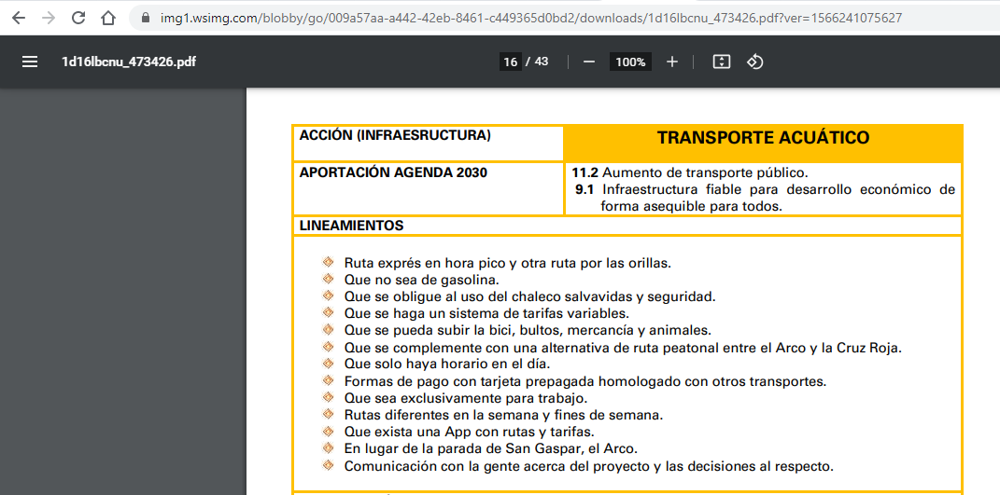 img1.wsimg.com/blobby/go/009a57aa-a442-42eb-8461-c449365d0bd2/downloads/1d16lbcnu_473426.pdf?ver=1566241075627
1d16lbcnu_473426.pdf
16 / 43
100%
ACCIÓN (INFRAESRUCTURA)
TRANSPORTE ACUÁTICO
APORTACIÓN AGENDA 2030
11.2 Aumento de transporte público.
9.1 Infraestructura fiable para desarrollo económico de
forma asequible para todos.
LINEAMIENTOS
Ruta exprés en hora pico y otra ruta por las orillas.
Que no sea de gasolina.
Que se obligue al uso del chaleco salvavidas y seguridad.
Que se haga un sistema de tarifas variables.
Que se pueda subir la bici, bultos, mercancía y animales.
Que se complemente con una alternativa de ruta peatonal entre el Arco y la Cruz Roja.
Que solo haya horario en el día.
Formas de pago con tarjeta prepagada homologado con otros transportes.
Que sea exclusivamente para trabajo.
Rutas diferentes en la semana y fines de semana.
Que exista una App con rutas y tarifas.
En lugar de la parada de San Gaspar, el Arco.
Comunicación con la gente acerca del proyecto y las decisiones al respecto.